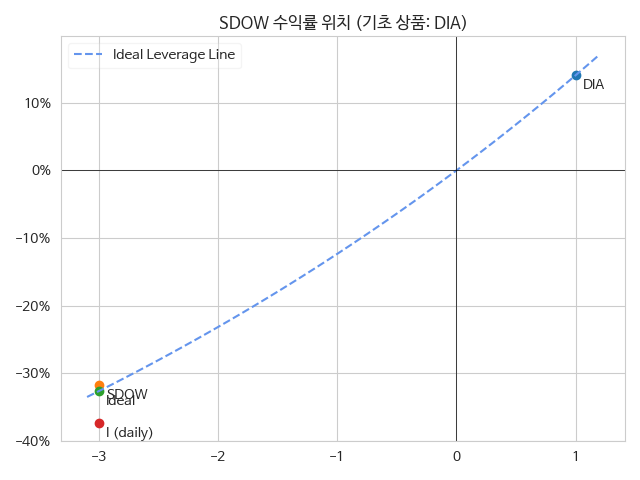 SDOW 수익률 위치 (기초 상품: DIA)
Ideal Leverage Line
DIA
10%
0%
−10%
−20%
−30%
−40%
SDOW
Ideal
I (daily)
−3
−2
−1
0
1